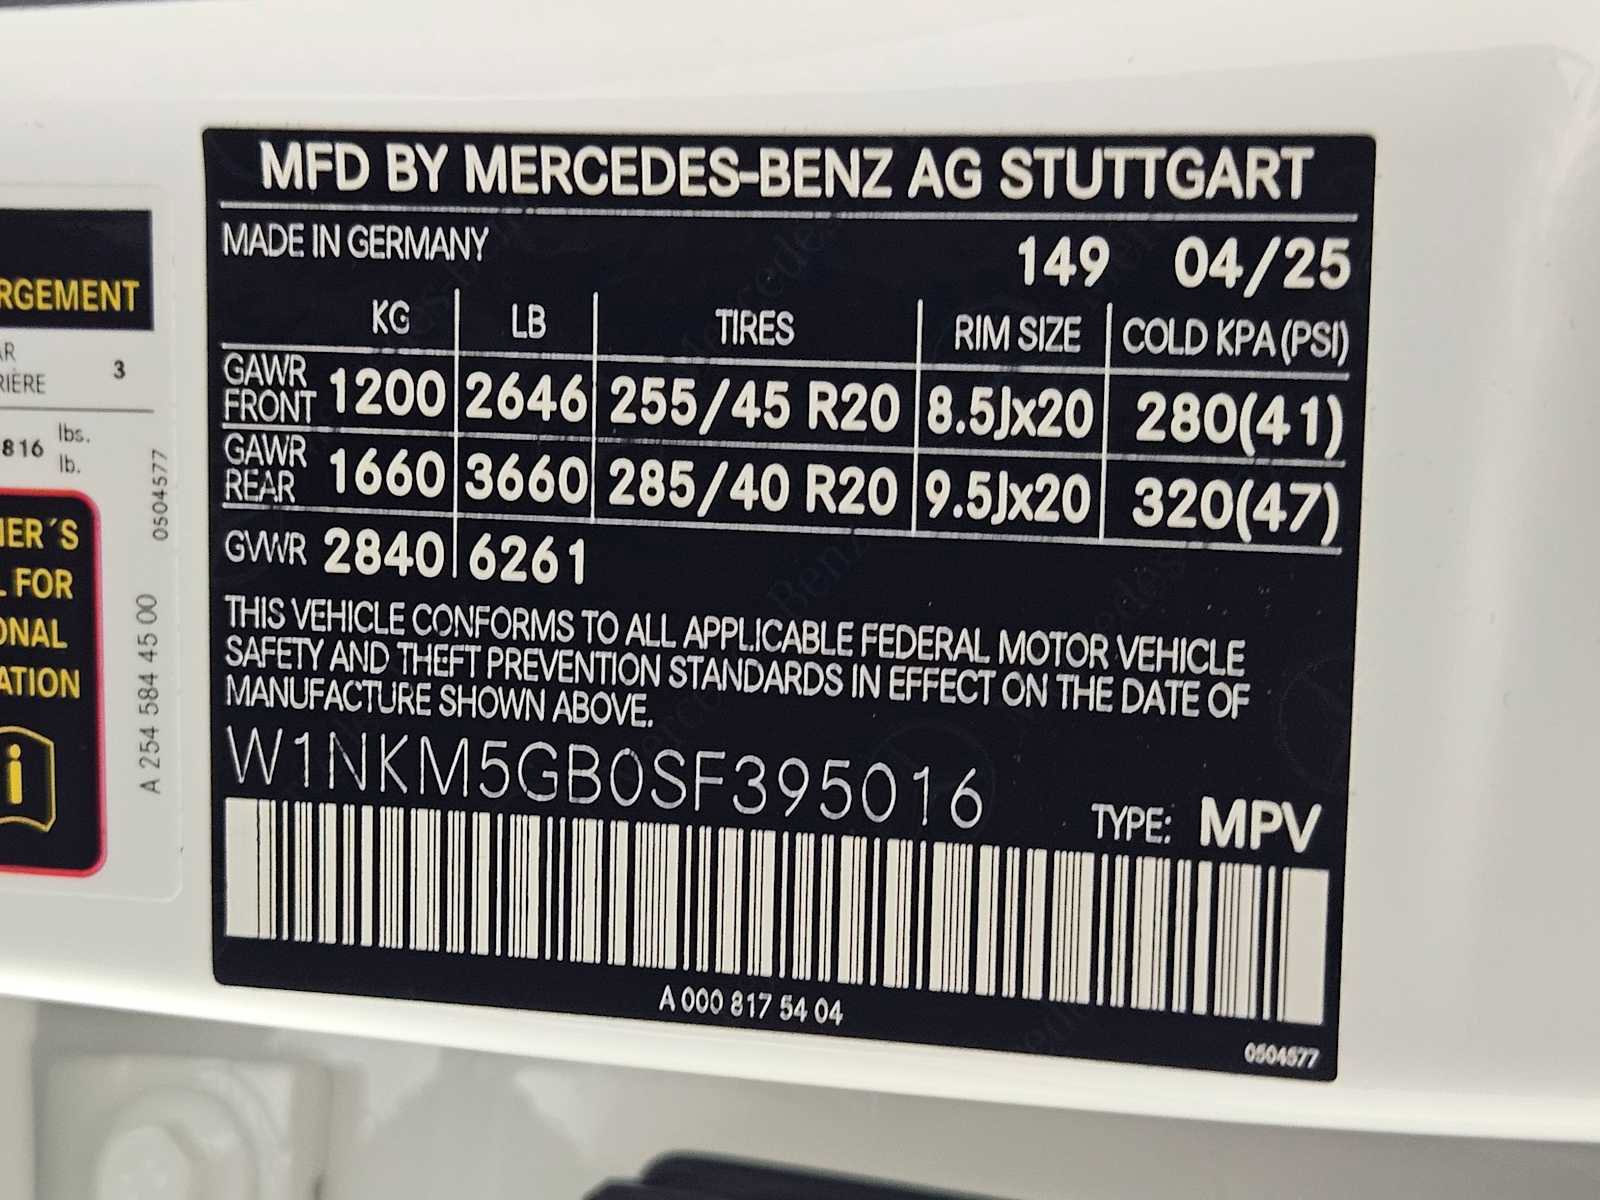 RGEMENT
AR
RIÈRE 3
816 lbs.
lb.
ER´S
L FOR
ONAL
ATION
i
0504577
A 254 584 45 00
MFD BY MERCEDES-BENZ AG STUTTGART
MADE IN GERMANY 149 04/25
KG LB TIRES RIM SIZE COLD KPA(PSI)
GAWR FRONT 1200 2646 255/45 R20 8.5Jx20 280(41)
GAWR REAR 1660 3660 285/40 R20 9.5Jx20 320(47)
GVWR 2840 6261
THIS VEHICLE CONFORMS TO ALL APPLICABLE FEDERAL MOTOR VEHICLE
SAFETY AND THEFT PREVENTION STANDARDS IN EFFECT ON THE DATE OF
MANUFACTURE SHOWN ABOVE.
W1NKM5GB0SF395016
TYPE: MPV
A 000 817 54 04
0504577